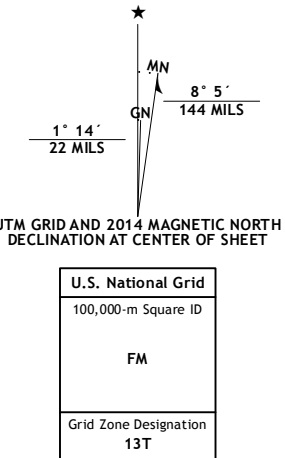 MN
GN
8° 5´
144 MILS
1° 14´
22 MILS
UTM GRID AND 2014 MAGNETIC NORTH
DECLINATION AT CENTER OF SHEET
U.S. National Grid
100,000-m Square ID
FM
Grid Zone Designation
13T